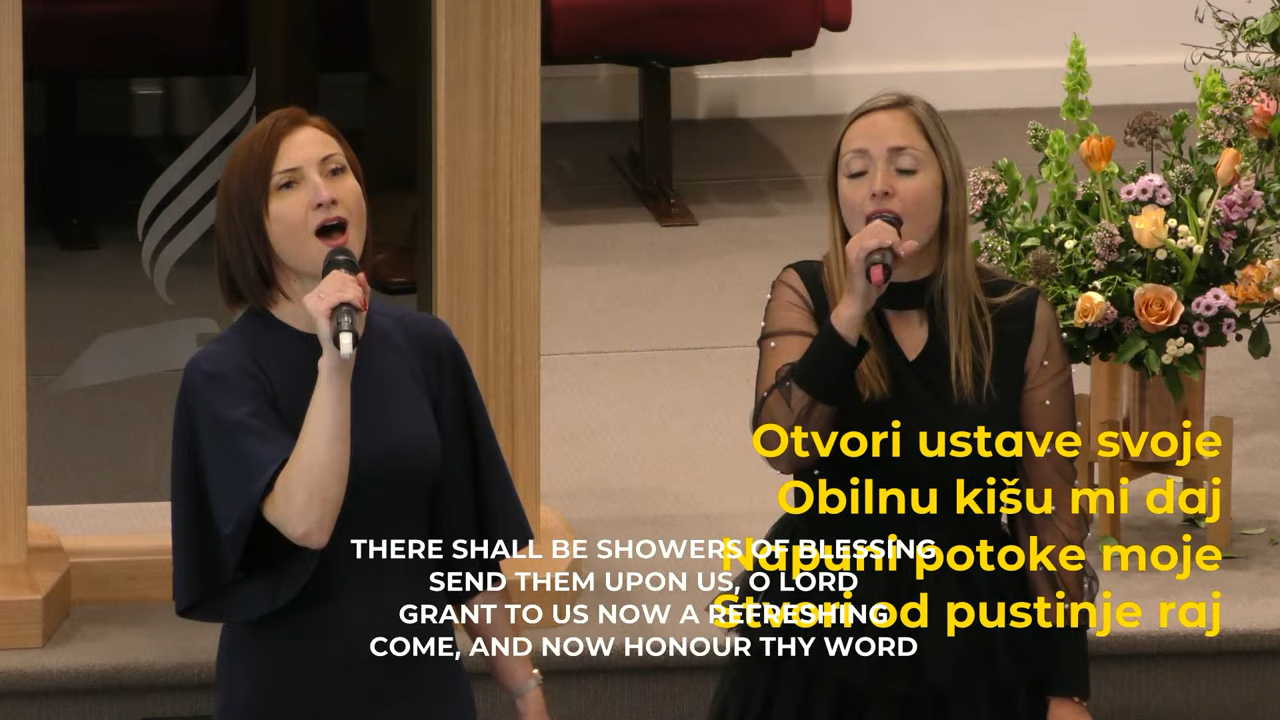 Otvori ustave svoje
Obilnu kišu mi daj
Napuni potoke moje
Stvori od pustinje raj
THERE SHALL BE SHOWERS OF BLESSING
SEND THEM UPON US, O LORD
GRANT TO US NOW A REFRESHING
COME, AND NOW HONOUR THY WORD